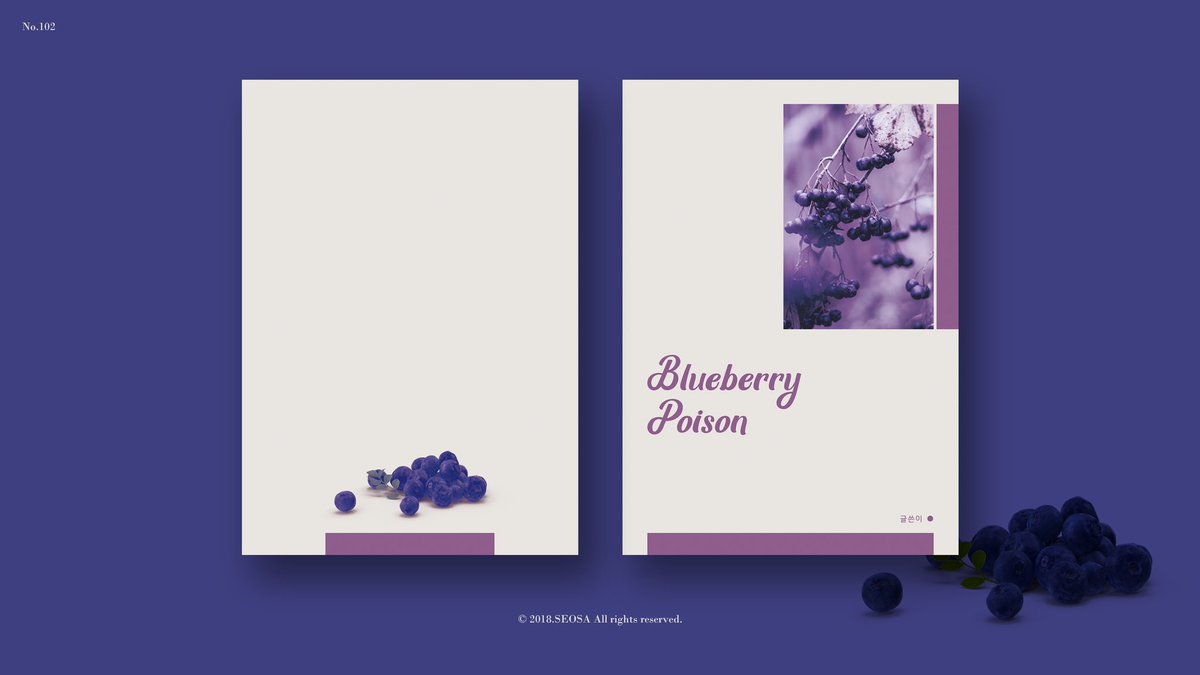 No.102
Blueberry
Poison
글쓴이 ●
© 2018.SEOSA All rights reserved.